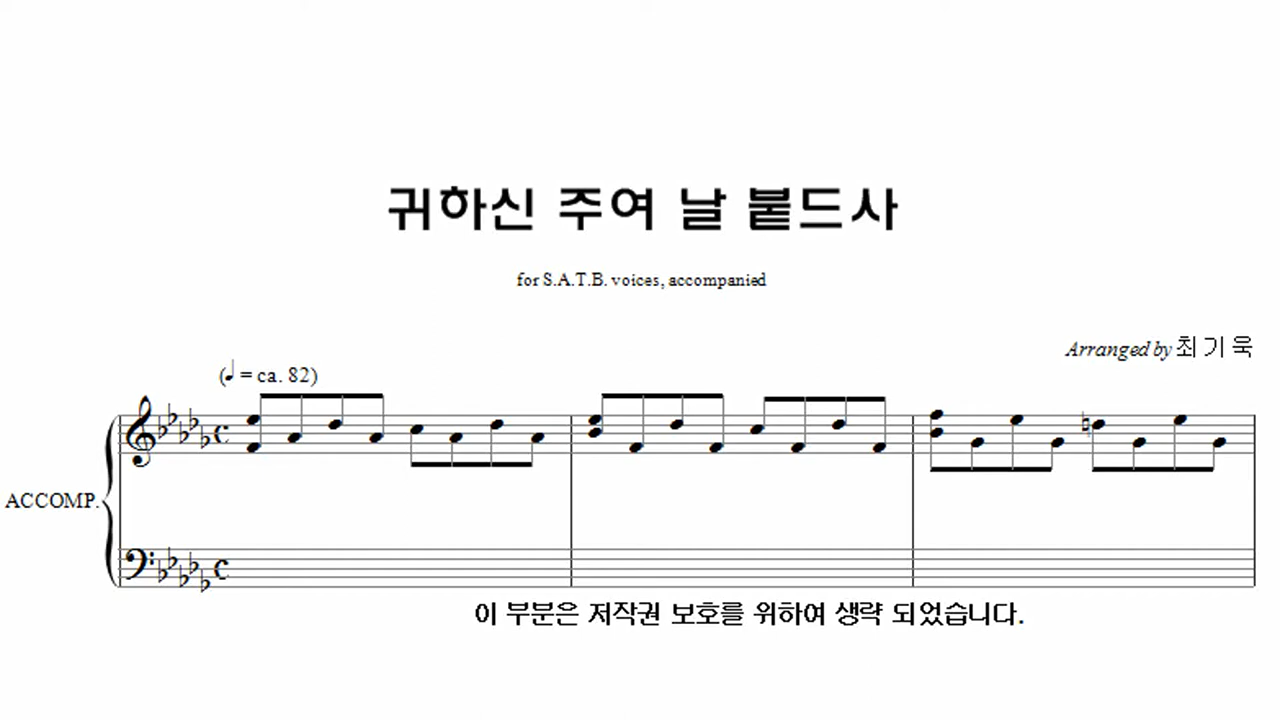 귀하신 주여 날 붙드사
for S.A.T.B. voices, accompanied
Arranged by 최기욱
(♩ = ca. 82)
ACCOMP.
이 부분은 저작권 보호를 위하여 생략 되었습니다.